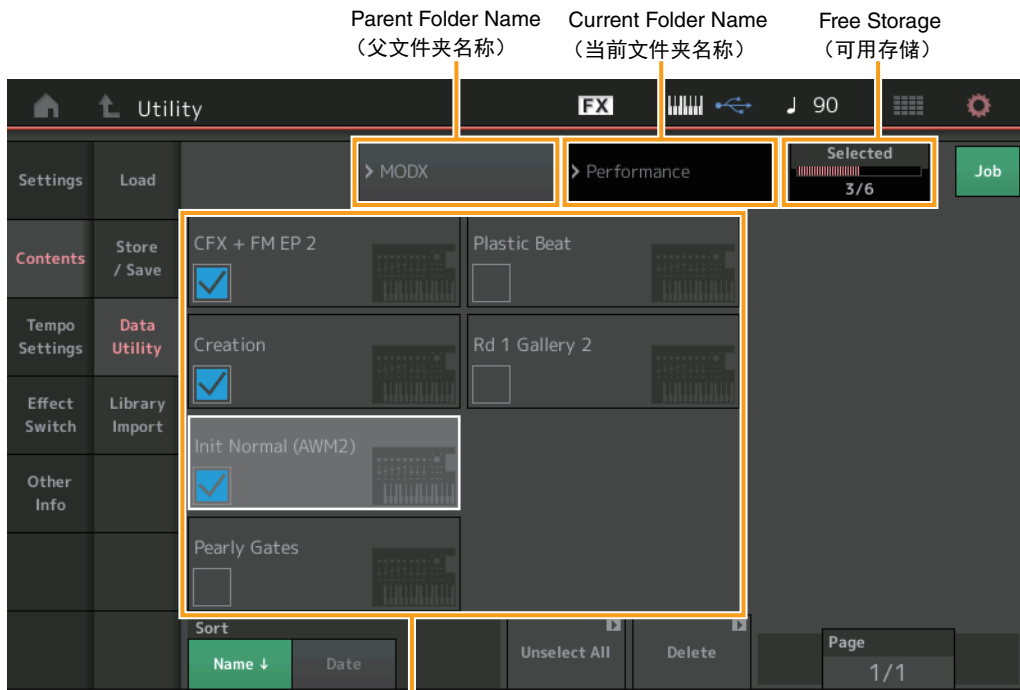 Parent Folder Name
（父文件夹名称）
Current Folder Name
（当前文件夹名称）
Free Storage
（可用存储）
Utility
FX
♩ 90
Settings
Load
> MODX
> Performance
Selected
3/6
Job
Contents
Store
/ Save
CFX + FM EP 2
Plastic Beat
Tempo
Settings
Data
Utility
Creation
Rd 1 Gallery 2
Effect
Switch
Library
Import
Init Normal (AWM2)
Other
Info
Pearly Gates
Sort
Name ↓
Date
Unselect All
Delete
Page
1/1